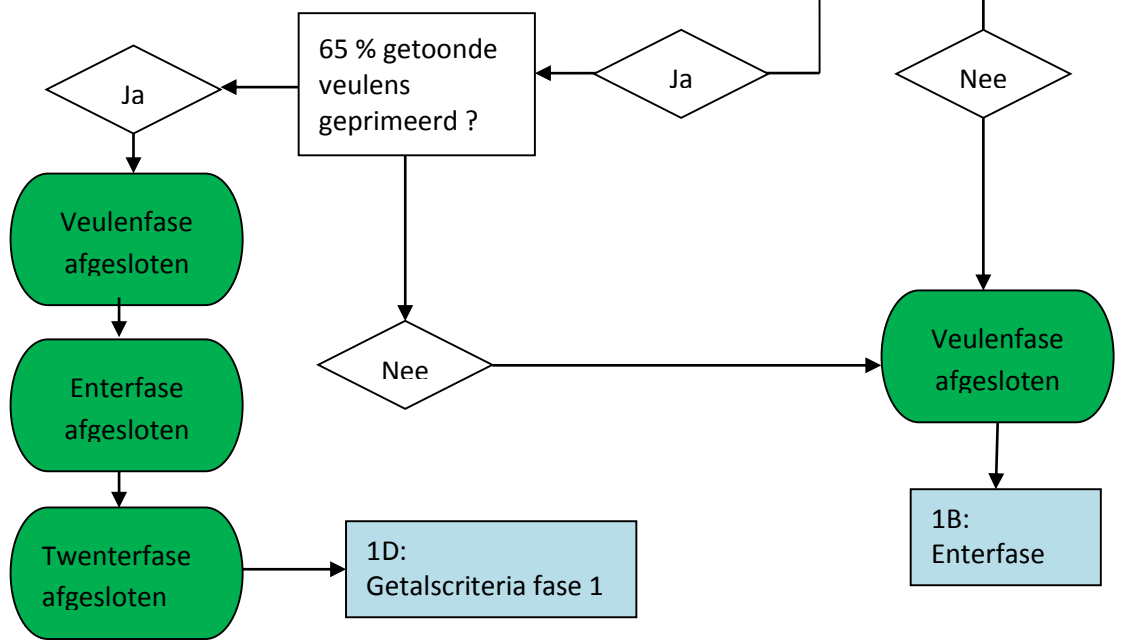 65 % getoonde
veulens
geprimeerd ?
Ja
Nee
Ja
Veulenfase
afgesloten
Nee
Veulenfase
afgesloten
Enterfase
afgesloten
1B:
Enterfase
Twenterfase
afgesloten
1D:
Getalscriteria fase 1